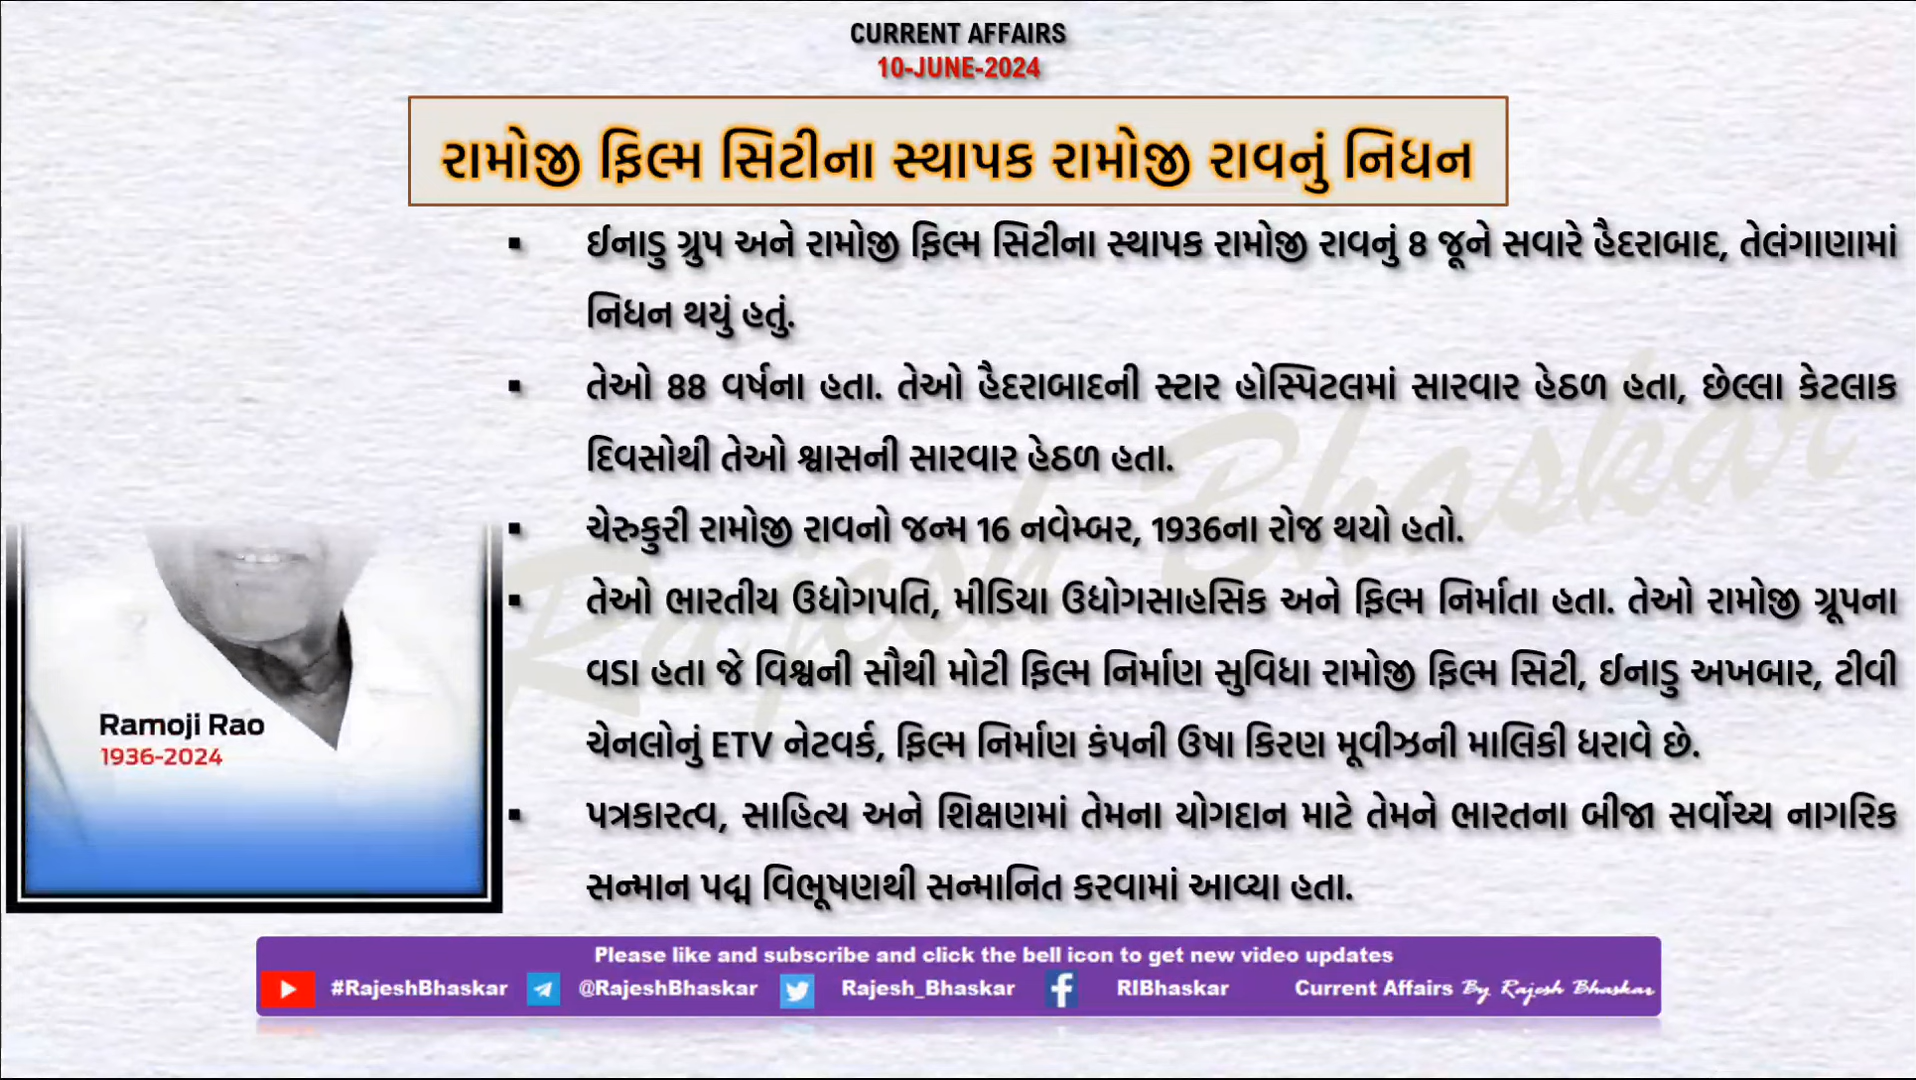 CURRENT AFFAIRS
10-JUNE-2024
રામોજી ફિલ્મ સિટીના સ્થાપક રામોજી રાવનું નિધન
▪ ઈનાડુ ગ્રુપ અને રામોજી ફિલ્મ સિટીના સ્થાપક રામોજી રાવનું 8 જૂને સવારે હૈદરાબાદ, તેલંગાણામાં
નિધન થયું હતું.
▪ તેઓ 88 વર્ષના હતા. તેઓ હૈદરાબાદની સ્ટાર હોસ્પિટલમાં સારવાર હેઠળ હતા, છેલ્લા કેટલાક
દિવસોથી તેઓ શ્વાસની સારવાર હેઠળ હતા.
▪ ચેરુકુરી રામોજી રાવનો જન્મ 16 નવેમ્બર, 1936ના રોજ થયો હતો.
▪ તેઓ ભારતીય ઉદ્યોગપતિ, મીડિયા ઉદ્યોગસાહસિક અને ફિલ્મ નિર્માતા હતા. તેઓ રામોજી ગ્રૂપના
વડા હતા જે વિશ્વની સૌથી મોટી ફિલ્મ નિર્માણ સુવિધા રામોજી ફિલ્મ સિટી, ઈનાડુ અખબાર, ટીવી
ચેનલોનું ETV નેટવર્ક, ફિલ્મ નિર્માણ કંપની ઉષા કિરણ મૂવીઝની માલિકી ધરાવે છે.
▪ પત્રકારત્વ, સાહિત્ય અને શિક્ષણમાં તેમના યોગદાન માટે તેમને ભારતના બીજા સર્વોચ્ચ નાગરિક
સન્માન પદ્મ વિભૂષણથી સન્માનિત કરવામાં આવ્યા હતા.
Rajesh Bhaskar
Ramoji Rao
1936-2024
Please like and subscribe and click the bell icon to get new video updates
#RajeshBhaskar @RajeshBhaskar Rajesh_Bhaskar RIBhaskar Current Affairs By Rajesh Bhaskar